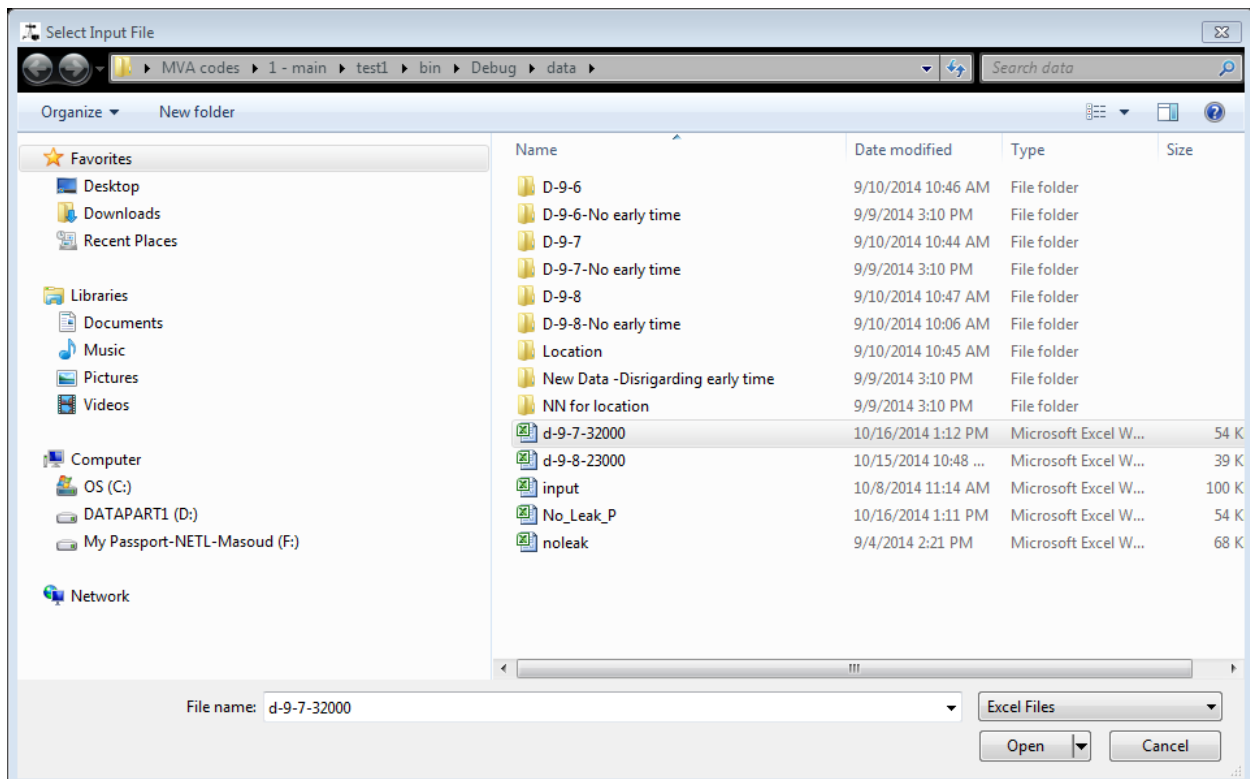 Select Input File
MVA codes 1 - main test1 bin Debug data Search data
Organize New folder
Favorites
Desktop
Downloads
Recent Places
Libraries
Documents
Music
Pictures
Videos
Computer
OS (C:)
DATAPART1 (D:)
My Passport-NETL-Masoud (F:)
Network
Name Date modified Type Size
D-9-6 9/10/2014 10:46 AM File folder
D-9-6-No early time 9/9/2014 3:10 PM File folder
D-9-7 9/10/2014 10:44 AM File folder
D-9-7-No early time 9/9/2014 3:10 PM File folder
D-9-8 9/10/2014 10:47 AM File folder
D-9-8-No early time 9/10/2014 10:06 AM File folder
Location 9/10/2014 10:45 AM File folder
New Data -Disrigarding early time 9/9/2014 3:10 PM File folder
NN for location 9/9/2014 3:10 PM File folder
d-9-7-32000 10/16/2014 1:12 PM Microsoft Excel W... 54 K
d-9-8-23000 10/15/2014 10:48 ... Microsoft Excel W... 39 K
input 10/8/2014 11:14 AM Microsoft Excel W... 100 K
No_Leak_P 10/16/2014 1:11 PM Microsoft Excel W... 54 K
noleak 9/4/2014 2:21 PM Microsoft Excel W... 68 K
File name: d-9-7-32000 Excel Files
Open Cancel